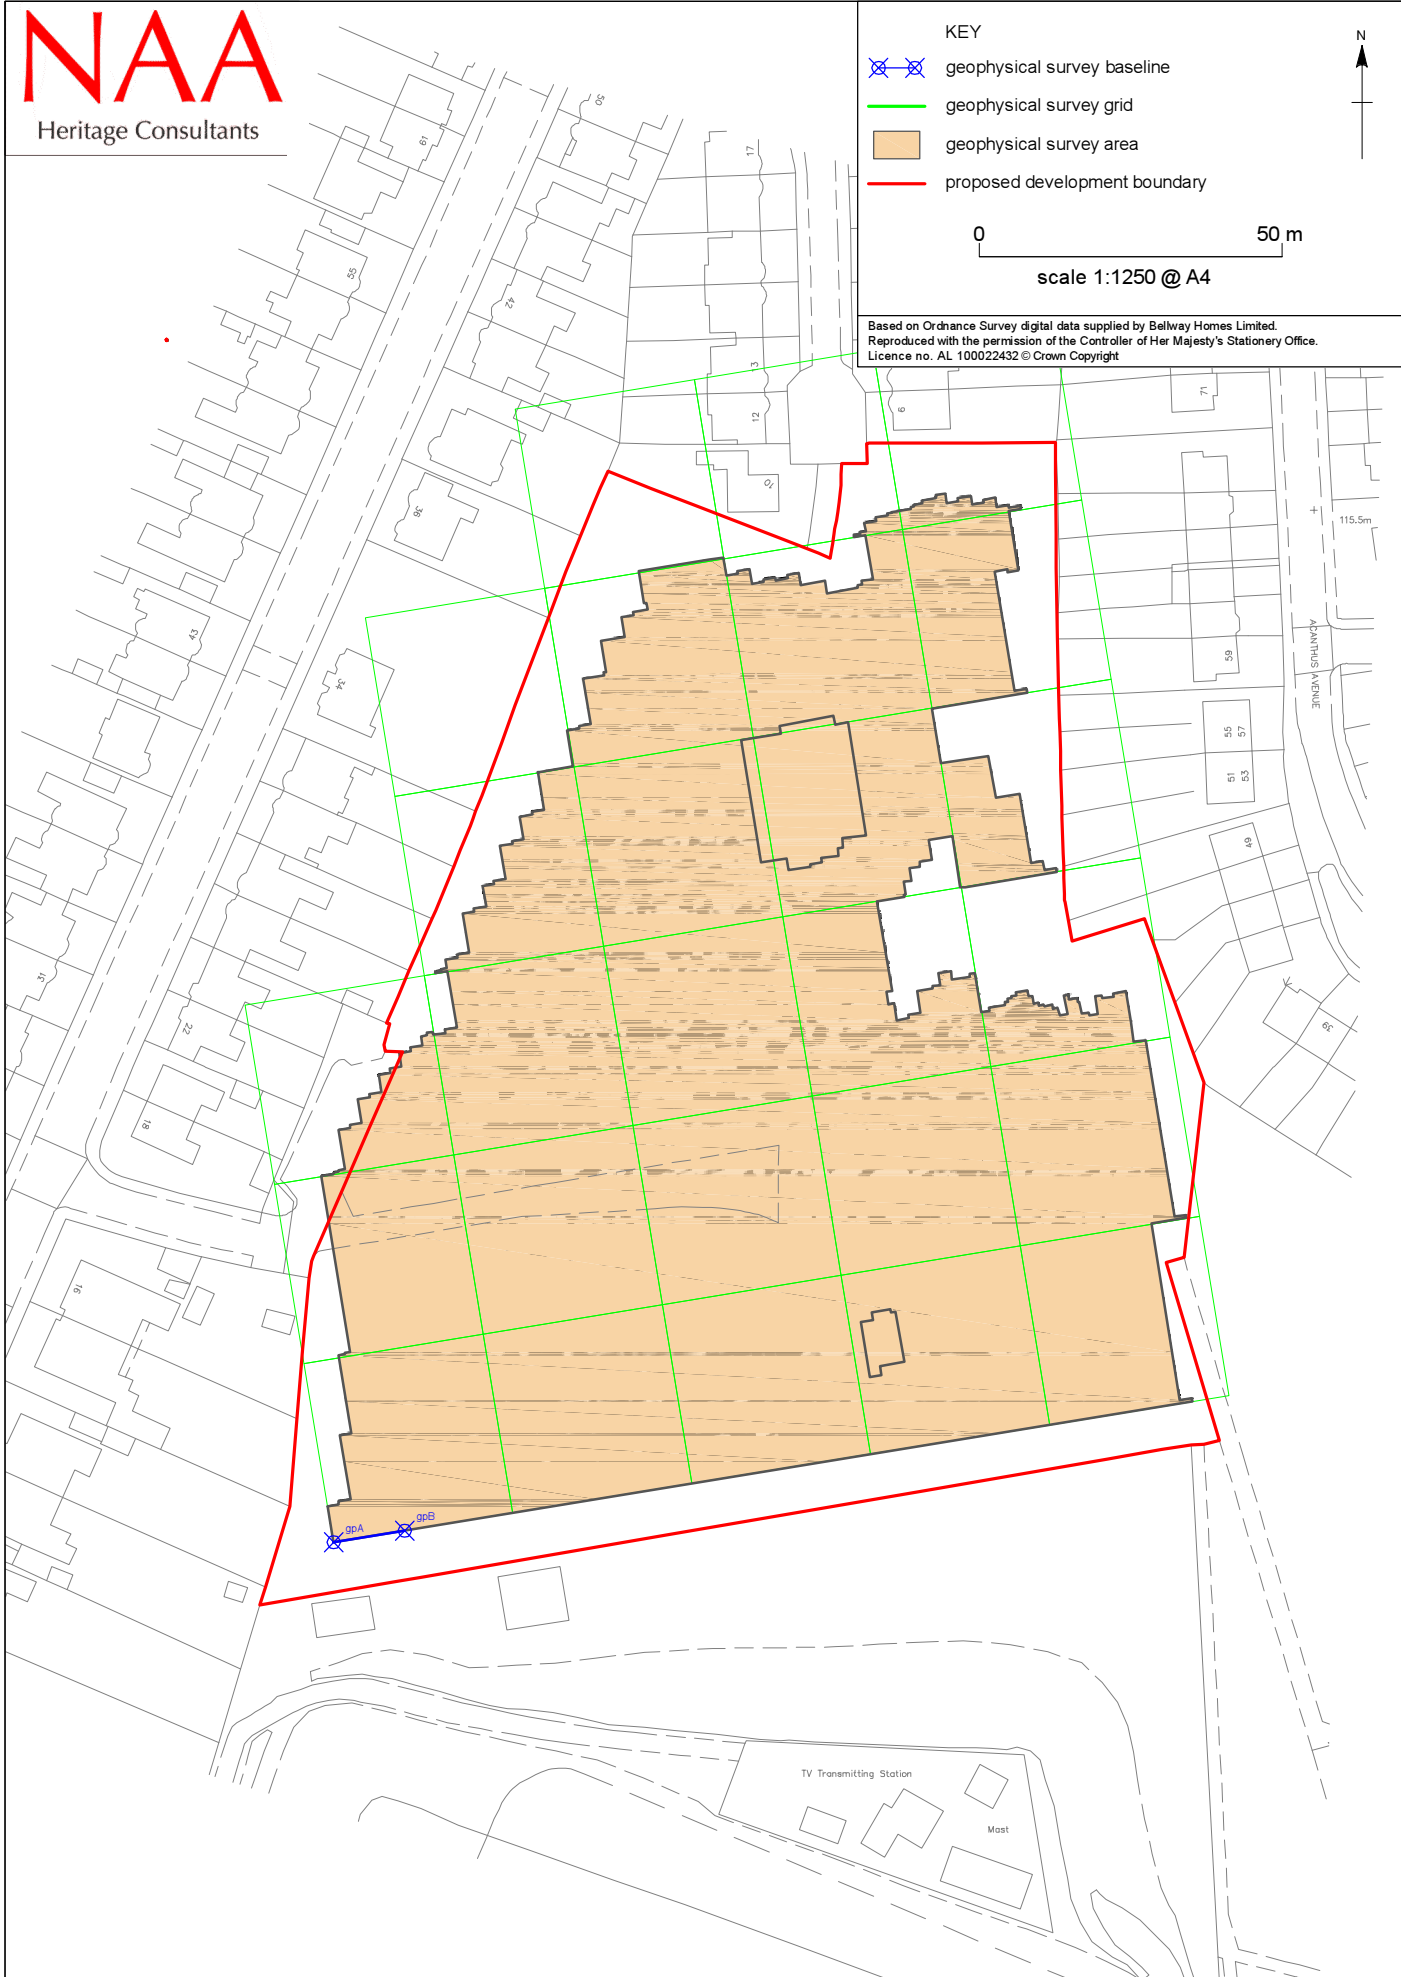 NAA
Heritage Consultants
KEY
geophysical survey baseline
geophysical survey grid
geophysical survey area
proposed development boundary
N
0
50 m
scale 1:1250 @ A4
Based on Ordnance Survey digital data supplied by Bellway Homes Limited.
Reproduced with the permission of the Controller of Her Majesty's Stationery Office.
Licence no. AL 100022432 © Crown Copyright
50
61
17
55
42
3
12
6
71
10
36
115.5m
ACANTHUS AVENUE
43
34
59
55
57
51
53
49
31
22
39
18
16
gpA
gpB
TV Transmitting Station
Mast